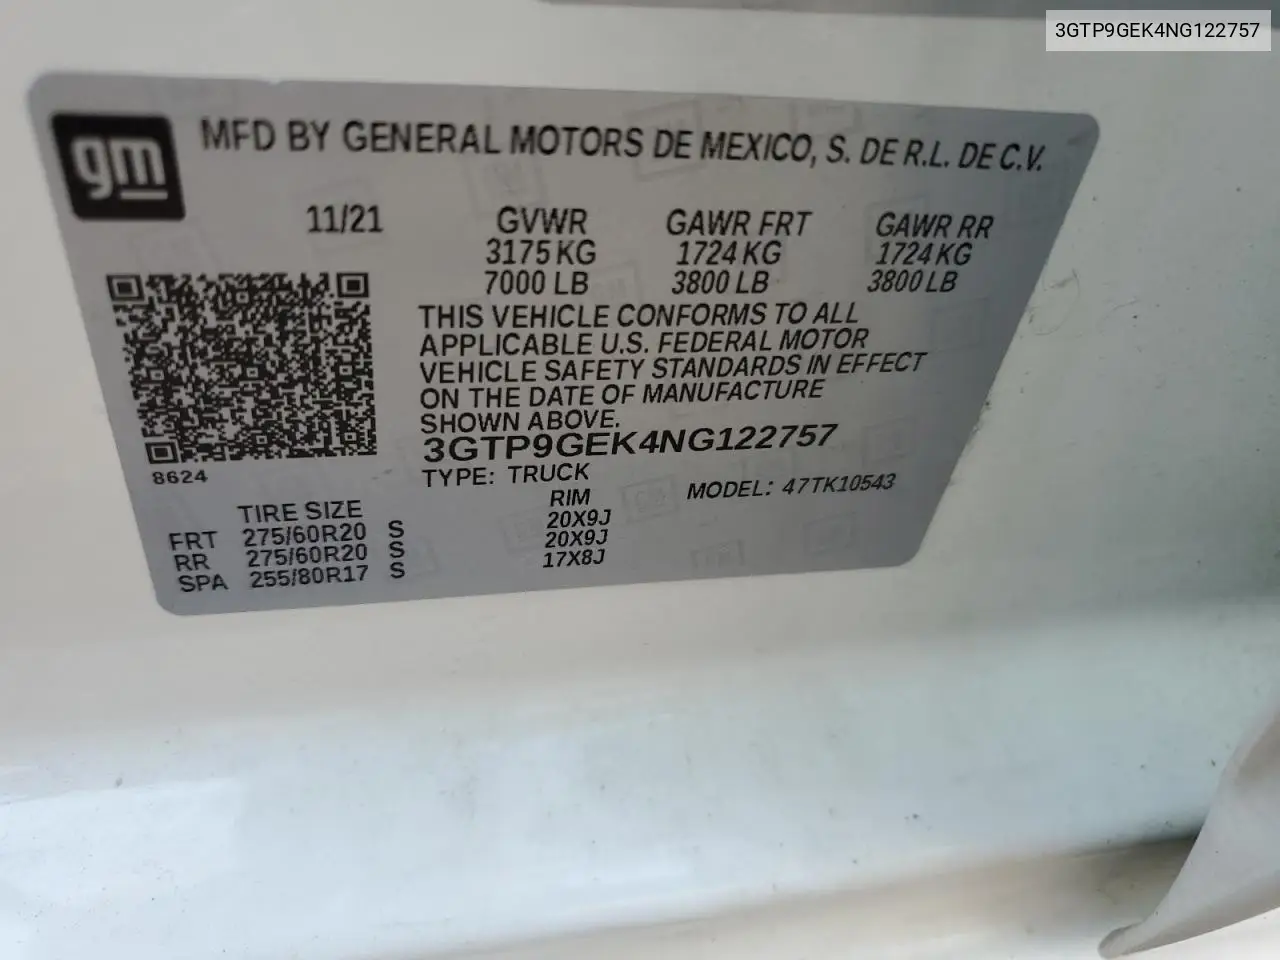 3GTP9GEK4NG122757
gm
MFD BY GENERAL MOTORS DE MEXICO, S. DE R.L. DE C.V.
11/21 GVWR GAWR FRT GAWR RR
3175 KG 1724 KG 1724 KG
7000 LB 3800 LB 3800 LB
THIS VEHICLE CONFORMS TO ALL
APPLICABLE U.S. FEDERAL MOTOR
VEHICLE SAFETY STANDARDS IN EFFECT
ON THE DATE OF MANUFACTURE
SHOWN ABOVE.
3GTP9GEK4NG122757
8624 TYPE: TRUCK MODEL: 47TK10543
TIRE SIZE RIM
FRT 275/60R20 S 20X9J
RR 275/60R20 S 20X9J
SPA 255/80R17 S 17X8J